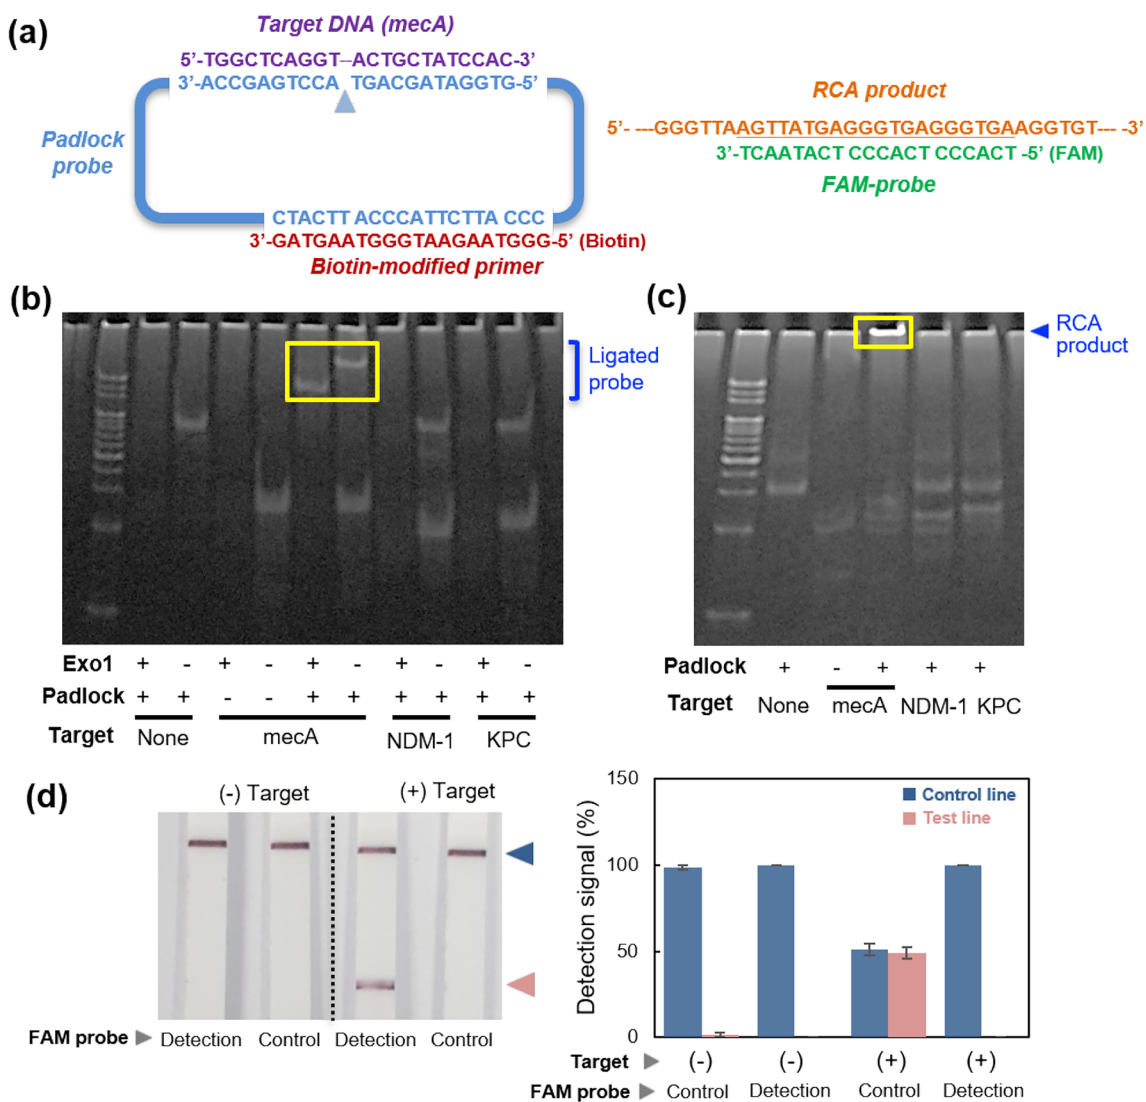 (a)
Target DNA (mecA)
5’-TGGCTCAGGT--ACTGCTATCCAC-3’
3’-ACCGAGTCCA TGACGATAGGTG-5’
Padlock
probe
CTACTT ACCCATTCTTA CCC
3’-GATGAATGGGTAAGAATGGG-5’ (Biotin)
Biotin-modified primer
RCA product
5’- ---GGGTTAAGTTATGAGGGTGAGGGTGAAGGTGT--- -3’
3’-TCAATACT CCCACT CCCACT -5’ (FAM)
FAM-probe
(b)
Ligated
probe
Exo1 + - + - + - + - + -
Padlock + + - - + + + + + +
Target None mecA NDM-1 KPC
(c)
RCA
product
Padlock + - + + +
Target None mecA NDM-1 KPC
(d)
(-) Target (+) Target
FAM probe Detection Control Detection Control
Detection signal (%)
150
100
50
0
Control line
Test line
Target (-) (-) (+) (+)
FAM probe Control Detection Control Detection